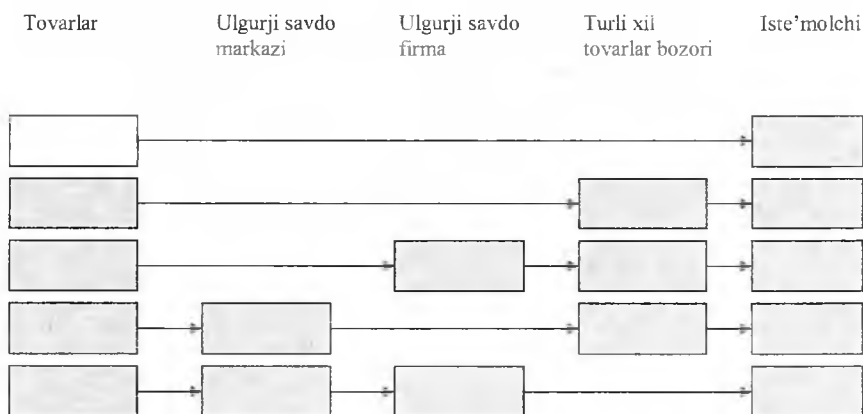 Tovarlar
Ulgurji savdo
markazi
Ulgurji savdo
firma
Turli xil
tovarlar bozori
Iste’molchi